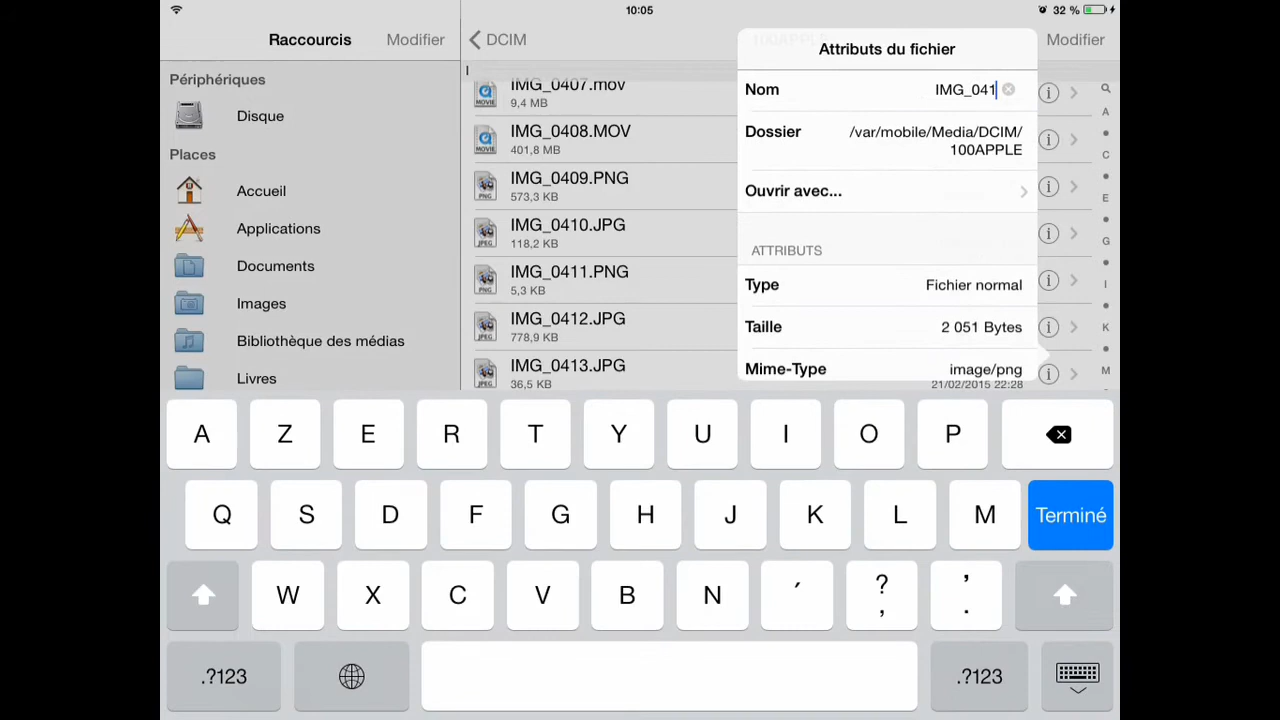 10:05
32 %
Raccourcis
Modifier
DCIM
Modifier
Périphériques
Disque
Places
Accueil
Applications
Documents
Images
Bibliothèque des médias
Livres
IMG_0407.mov
9,4 MB
IMG_0408.MOV
401,8 MB
IMG_0409.PNG
573,3 KB
IMG_0410.JPG
118,2 KB
IMG_0411.PNG
5,3 KB
IMG_0412.JPG
778,9 KB
IMG_0413.JPG
36,5 KB
Attributs du fichier
Nom
IMG_041
Dossier
/var/mobile/Media/DCIM/
100APPLE
Ouvrir avec...
ATTRIBUTS
Type
Fichier normal
Taille
2 051 Bytes
Mime-Type
image/png
21/02/2015 22:28
A
C
E
G
I
K
M
A Z E R T Y U I O P
Q S D F G H J K L M Terminé
W X C V B N ´ ? , ’ .
.?123
.?123